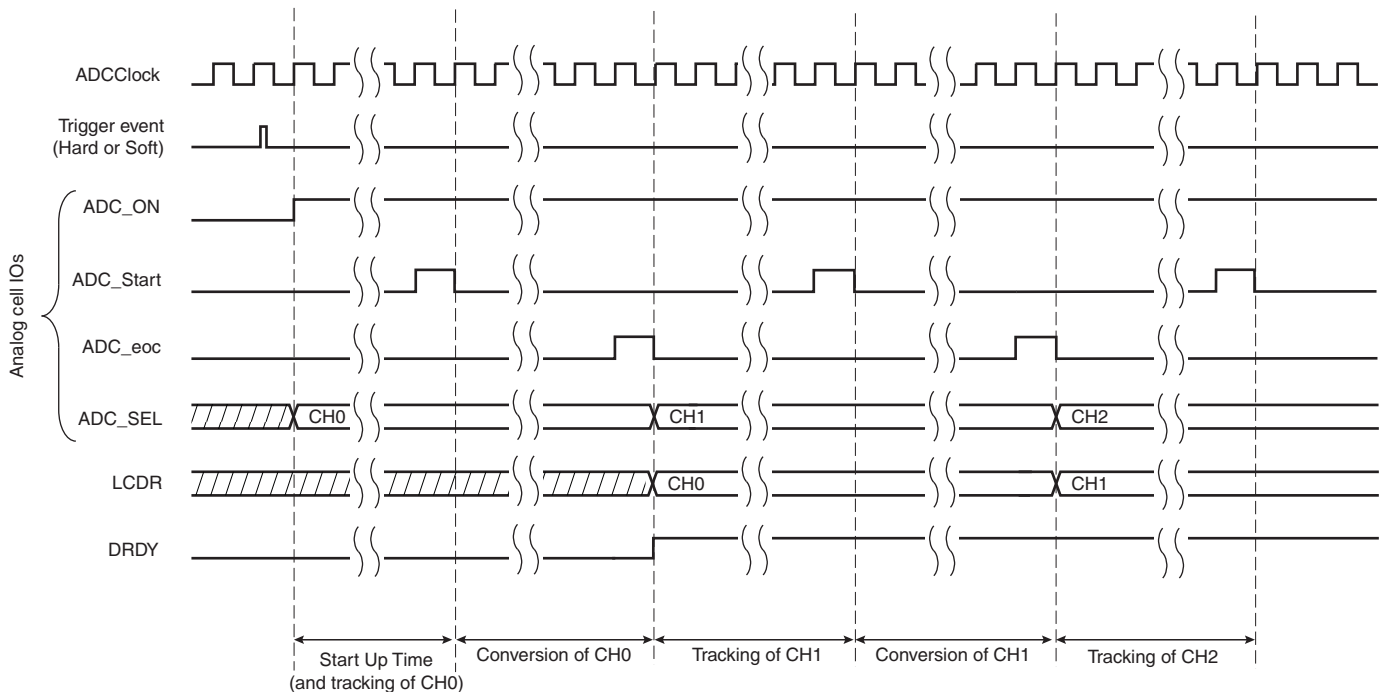 ADCClock
Trigger event
(Hard or Soft)
Analog cell IOs
ADC_ON
ADC_Start
ADC_eoc
ADC_SEL
CH0
CH1
CH2
LCDR
CH0
CH1
DRDY
Start Up Time
(and tracking of CH0)
Conversion of CH0
Tracking of CH1
Conversion of CH1
Tracking of CH2